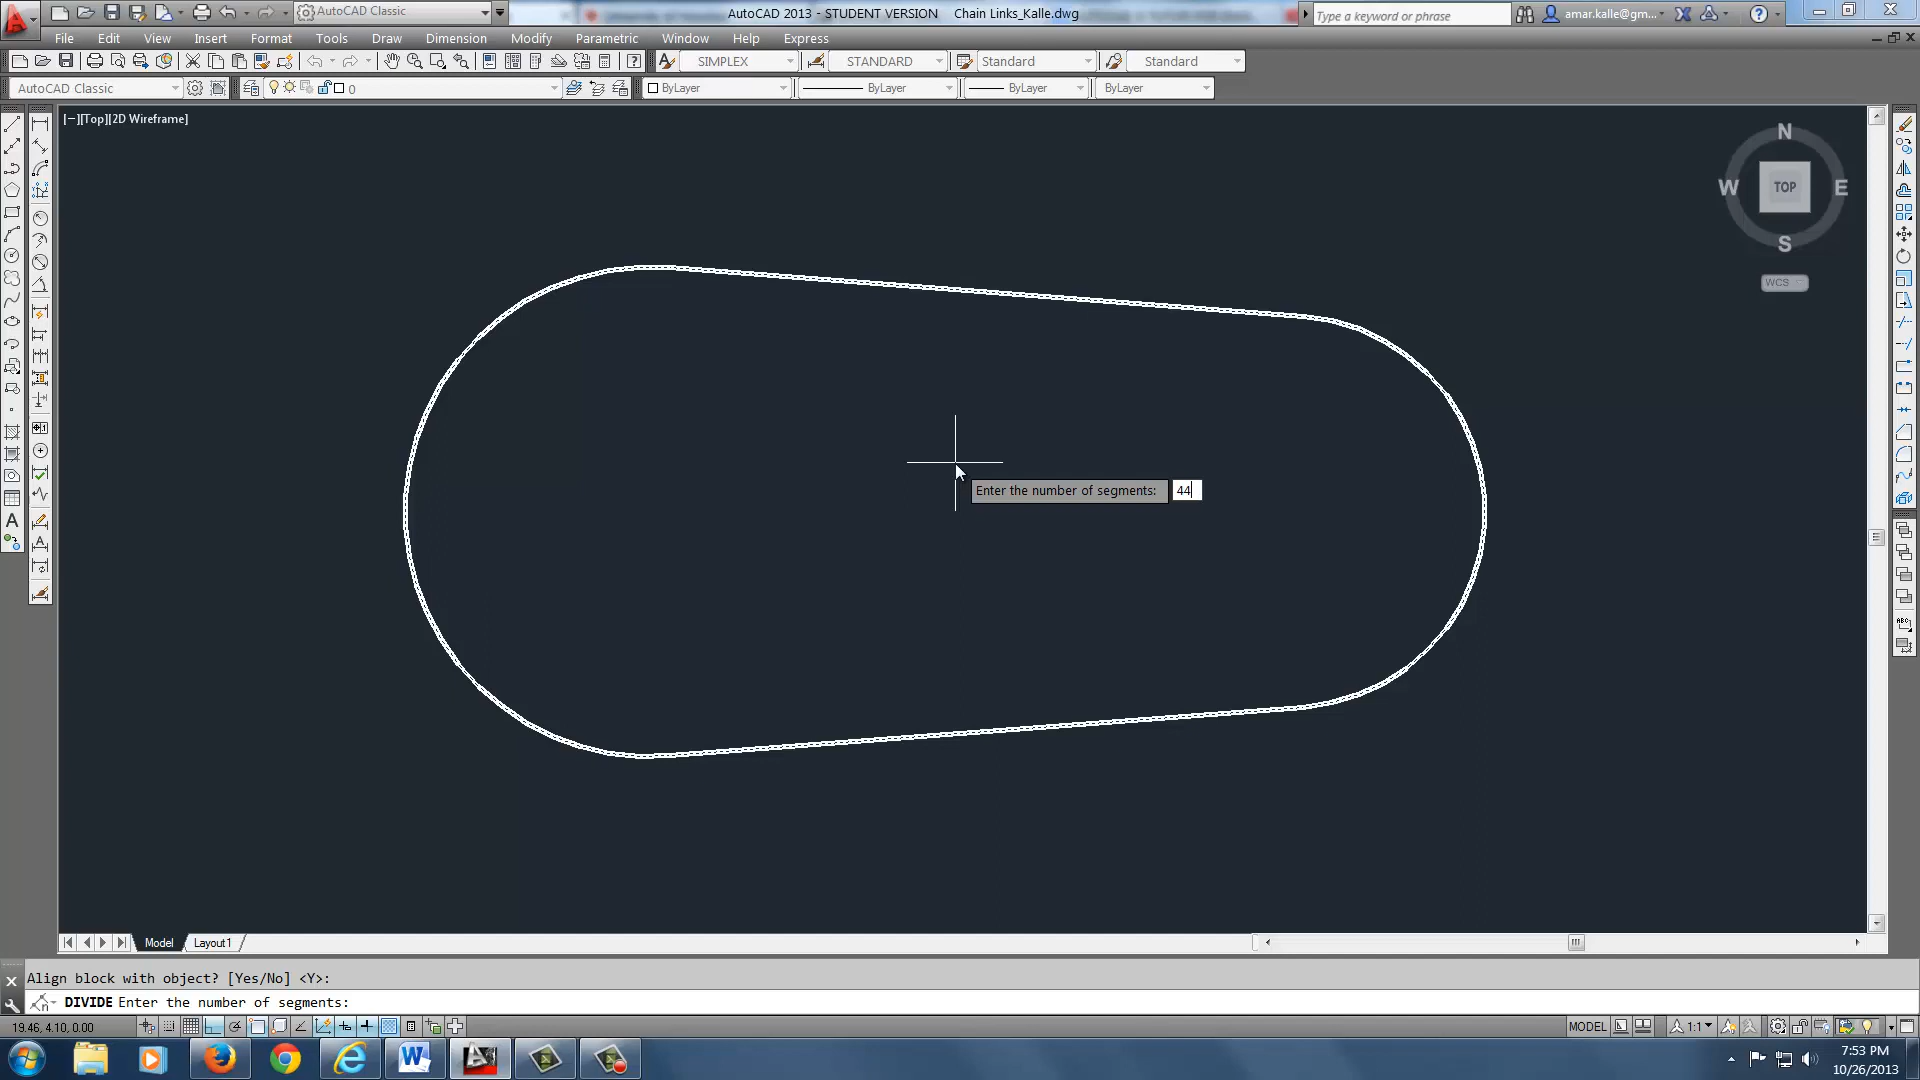 AutoCAD Classic
AutoCAD 2013 - STUDENT VERSION Chain Links_Kalle.dwg
Type a keyword or phrase
amar.kalle@gm...
File Edit View Insert Format Tools Draw Dimension Modify Parametric Window Help Express
SIMPLEX STANDARD Standard Standard
AutoCAD Classic 0 ByLayer ByLayer ByLayer ByLayer
[−][Top][2D Wireframe]
N
W TOP E
S
WCS
Enter the number of segments: 44
Model Layout1
Align block with object? [Yes/No] <Y>:
DIVIDE Enter the number of segments:
19.46, 4.10, 0.00 MODEL 1:1
7:53 PM
10/26/2013